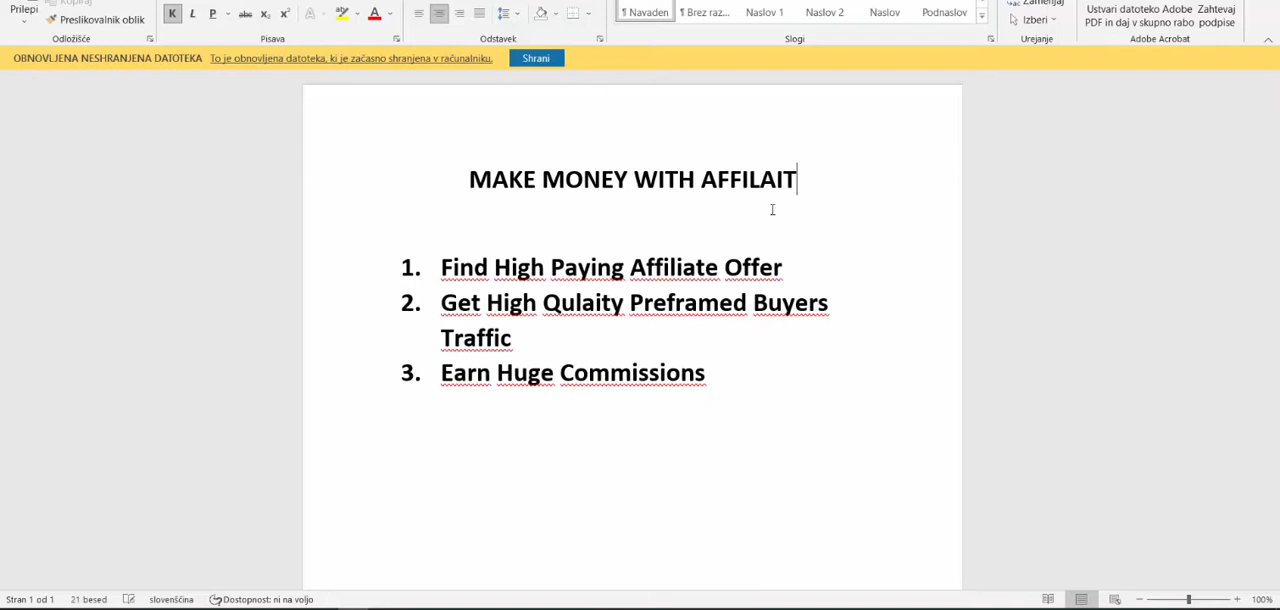 Prilepi
Kopiraj
Preslikovalnik oblik
K L P abc x₂ x² A A
¶ Navaden ¶ Brez raz... Naslov 1 Naslov 2 Naslov Podnaslov
Zamenjaj
Izberi
Ustvari datoteko Adobe Zahtevaj
PDF in daj v skupno rabo podpise
Odložišče Pisava Odstavek Slogi Urejanje Adobe Acrobat
OBNOVLJENA NESHRANJENA DATOTEKA To je obnovljena datoteka, ki je začasno shranjena v računalniku. Shrani
MAKE MONEY WITH AFFILAIT
1. Find High Paying Affiliate Offer
2. Get High Qulaity Preframed Buyers
Traffic
3. Earn Huge Commissions
Stran 1 od 1 21 besed slovenščina Dostopnost: ni na voljo 100%